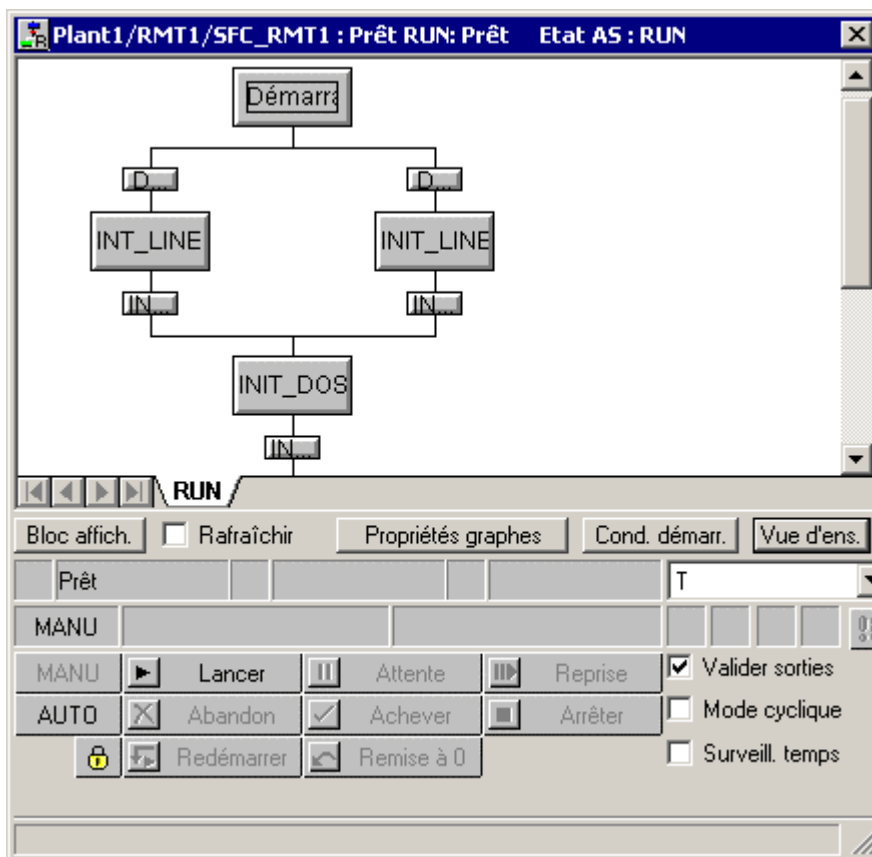 Plant1/RMT1/SFC_RMT1 : Prêt RUN: Prêt Etat AS : RUN
Démarra
D... D...
INT_LINE INIT_LINE
IN... IN...
INIT_DOS
IN...
RUN
Bloc affich. Rafraîchir Propriétés graphes Cond. démarr. Vue d'ens.
Prêt T
MANU
MANU Lancer Attente Reprise Valider sorties
AUTO Abandon Achever Arrêter Mode cyclique
Redémarrer Remise à 0 Surveill. temps